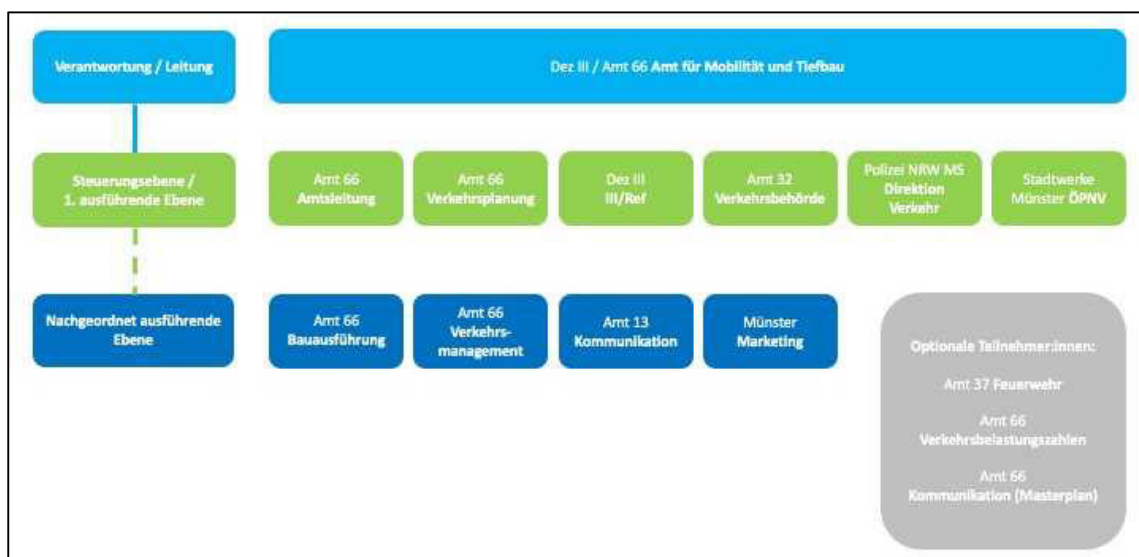 Verantwortung / Leitung
Dez III / Amt 66 Amt für Mobilität und Tiefbau
Steuerungsebene /
1. ausführende Ebene
Amt 66
Amtsleitung
Amt 66
Verkehrsplanung
Dez III
III/Ref
Amt 32
Verkehrsbehörde
Polizei NRW MS
Direktion
Verkehr
Stadtwerke
Münster ÖPNV
Nachgeordnet ausführende
Ebene
Amt 66
Bauausführung
Amt 66
Verkehrs-
management
Amt 13
Kommunikation
Münster
Marketing
Optionale Teilnehmer:innen:
Amt 37 Feuerwehr
Amt 66
Verkehrsbelastungszahlen
Amt 66
Kommunikation (Masterplan)